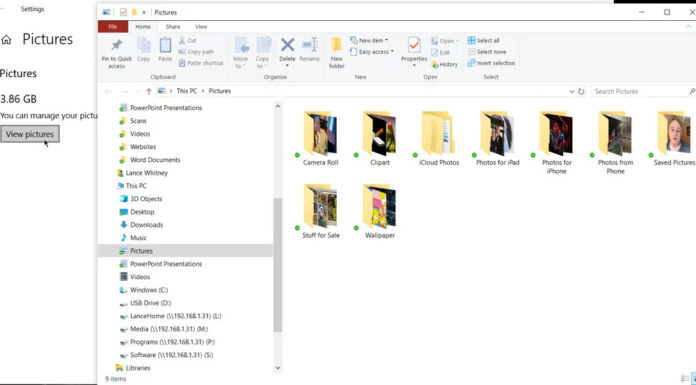 Settings
Pictures
Pictures
3.86 GB
You can manage your pictu
View pictures
Pictures
File
Home
Share
View
Pin to Quick
access
Copy
Paste
Cut
Copy path
Paste shortcut
Clipboard
Move
to
Copy
to
Delete
Rename
Organize
New
folder
New item
Easy access
New
Properties
Open
Edit
History
Open
Select all
Select none
Invert selection
Select
This PC
Pictures
Search Pictures
PowerPoint Presentations
Scans
Videos
Websites
Word Documents
Lance Whitney
This PC
3D Objects
Desktop
Downloads
Music
Pictures
PowerPoint Presentations
Videos
Windows (C:)
USB Drive (D:)
LanceHome (\\192.168.1.31) (L:)
Media (\\192.168.1.31) (M:)
Programs (\\192.168.1.31) (P:)
Software (\\192.168.1.31) (S:)
Libraries
Camera Roll
Clipart
iCloud Photos
Photos for iPad
Photos for
iPhone
Photos from
Phone
Saved Pictures
Stuff for Sale
Wallpaper
9 items